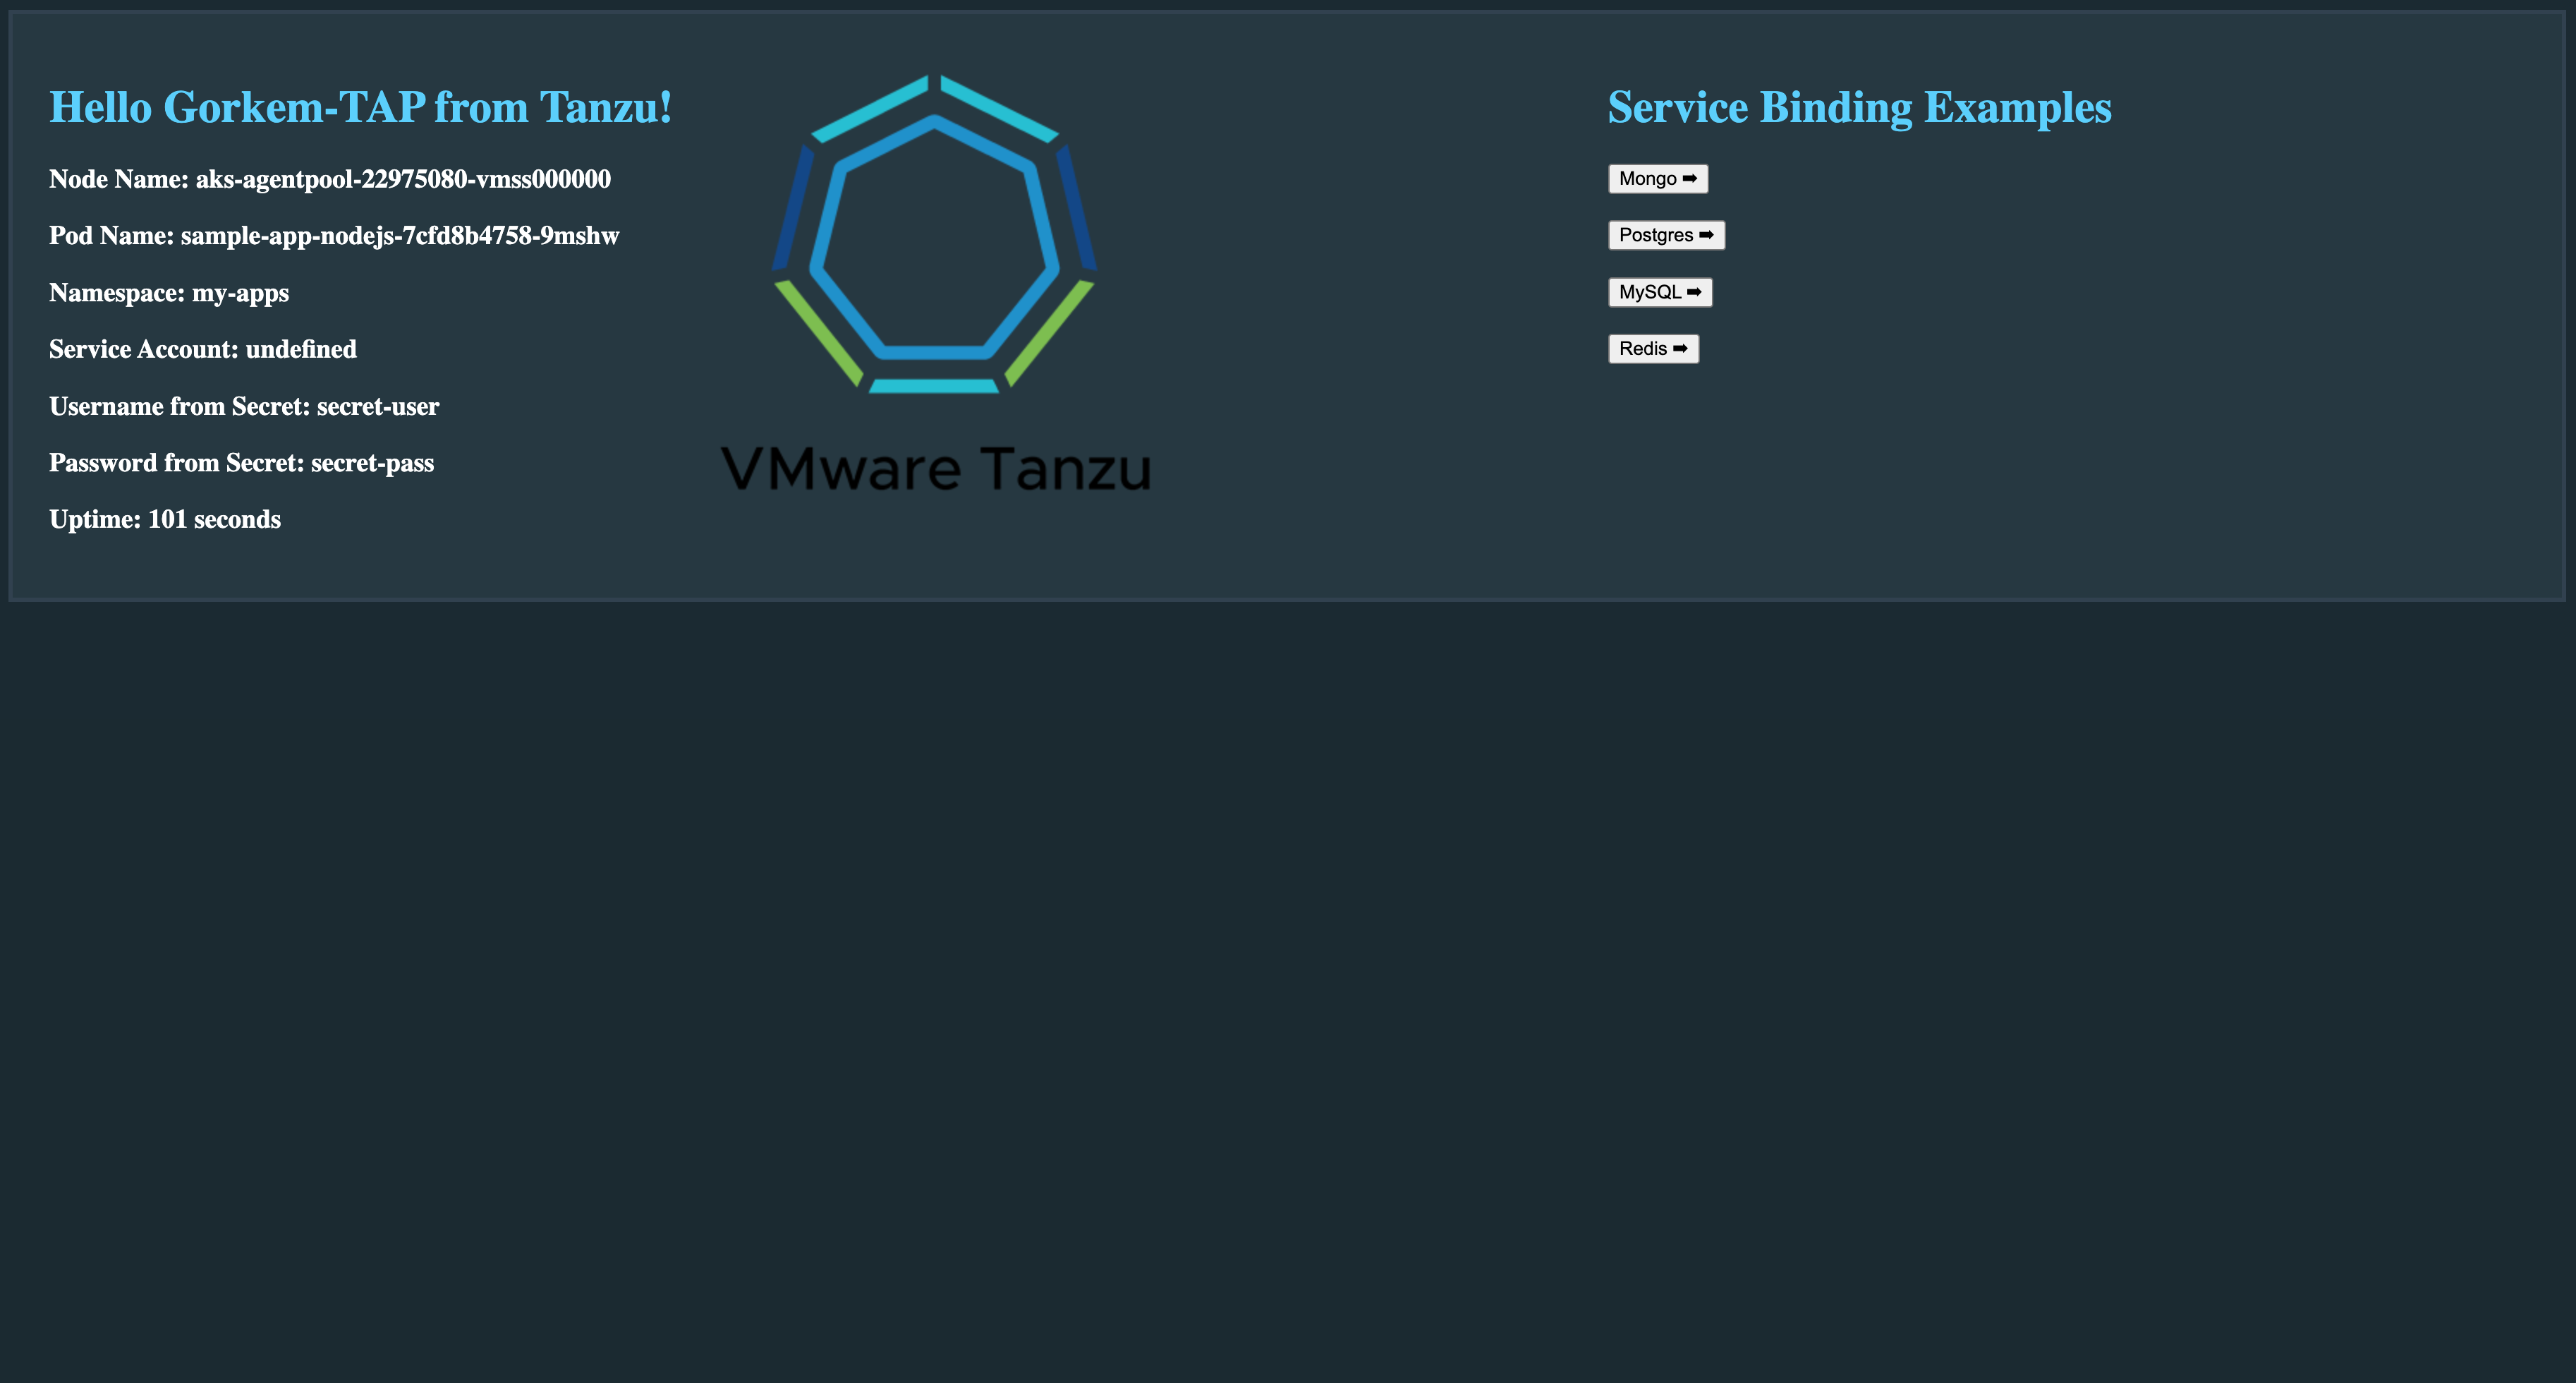 Hello Gorkem-TAP from Tanzu!
Node Name: aks-agentpool-22975080-vmss000000
Pod Name: sample-app-nodejs-7cfd8b4758-9mshw
Namespace: my-apps
Service Account: undefined
Username from Secret: secret-user
Password from Secret: secret-pass
Uptime: 101 seconds
VMware Tanzu
Service Binding Examples
Mongo ➡
Postgres ➡
MySQL ➡
Redis ➡